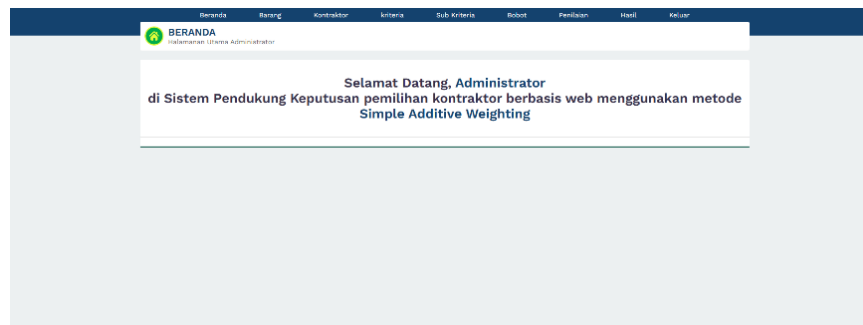 Beranda Barang Kontraktor kriteria Sub Kriteria Bobot Penilaian Hasil Keluar
BERANDA
Halamanan Utama Administrator
Selamat Datang, Administrator
di Sistem Pendukung Keputusan pemilihan kontraktor berbasis web menggunakan metode
Simple Additive Weighting